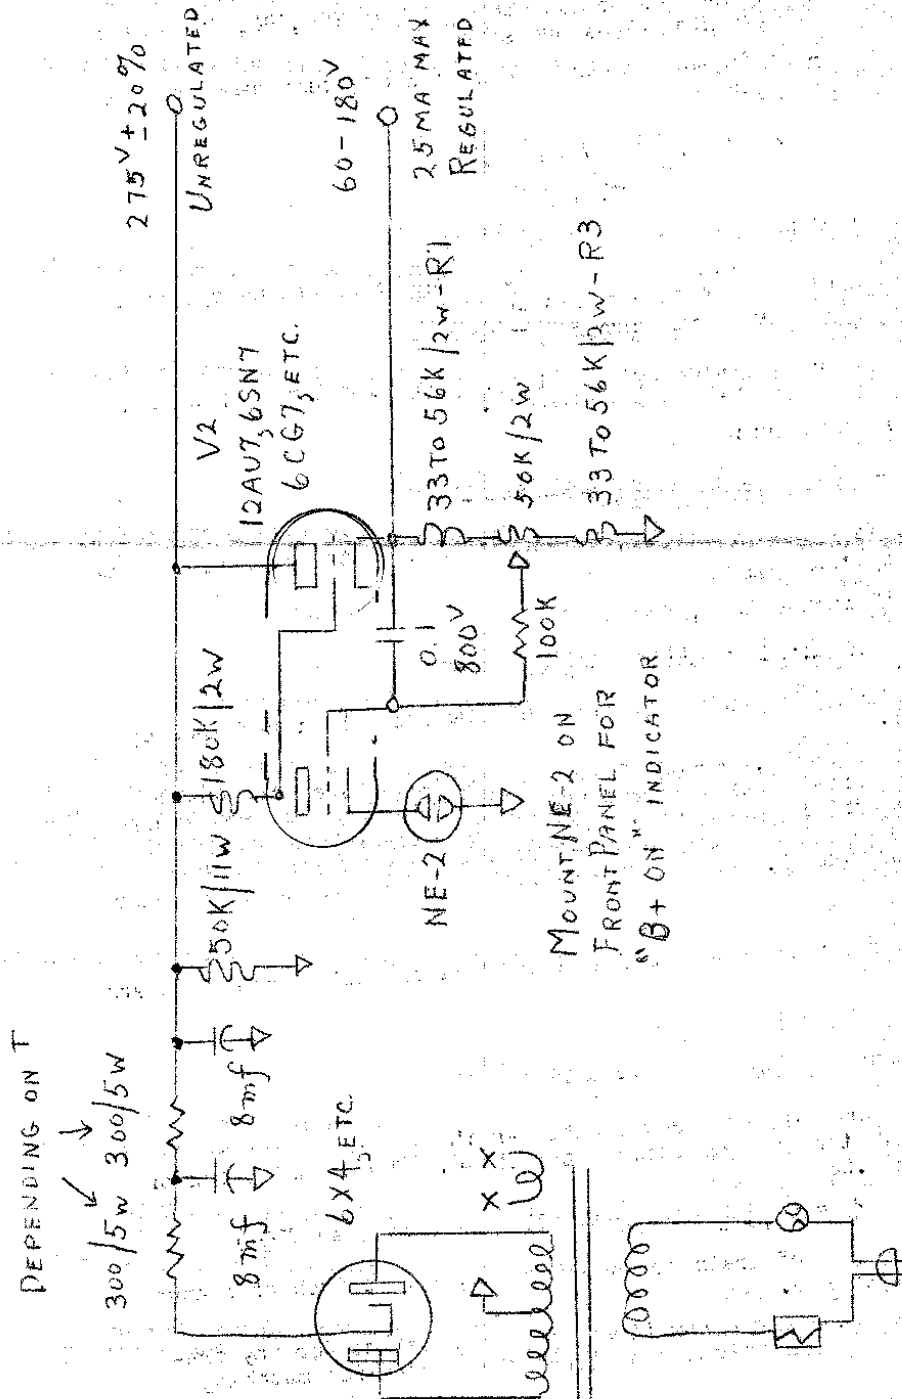 DEPENDING ON T
300/5W 300/5W
8mf
8mf
6X4, ETC.
X X
50K/11W
180K/2W
NE-2
MOUNT NE-2 ON
FRONT PANEL FOR
"B+ ON" INDICATOR
V2
12AU7, 6SN7
6CG7, ETC.
0.1
800V
100K
33 TO 56K/2W-R1
50K/2W
33 TO 56K/2W-R3
275V ± 20%
UNREGULATED
60-180V
25MA MAX
REGULATED